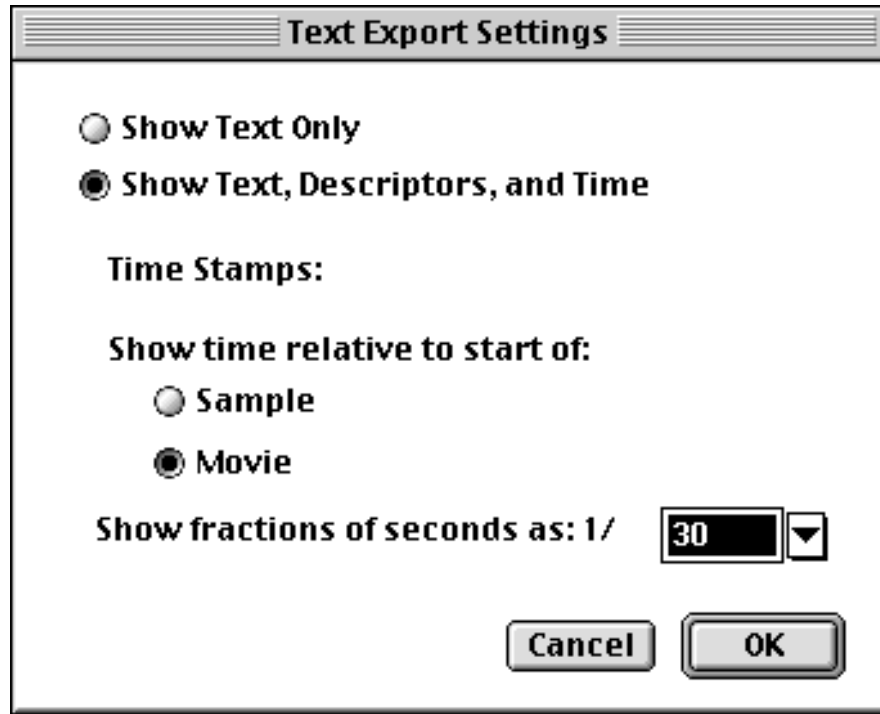 Text Export Settings
Show Text Only
Show Text, Descriptors, and Time
Time Stamps:
Show time relative to start of:
Sample
Movie
Show fractions of seconds as: 1/ 30
Cancel OK